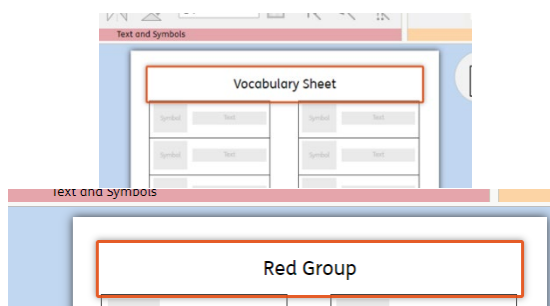 Text and Symbols
Vocabulary Sheet
Symbol Text Symbol Text
Symbol Text Symbol Text
Text and Symbols
Red Group